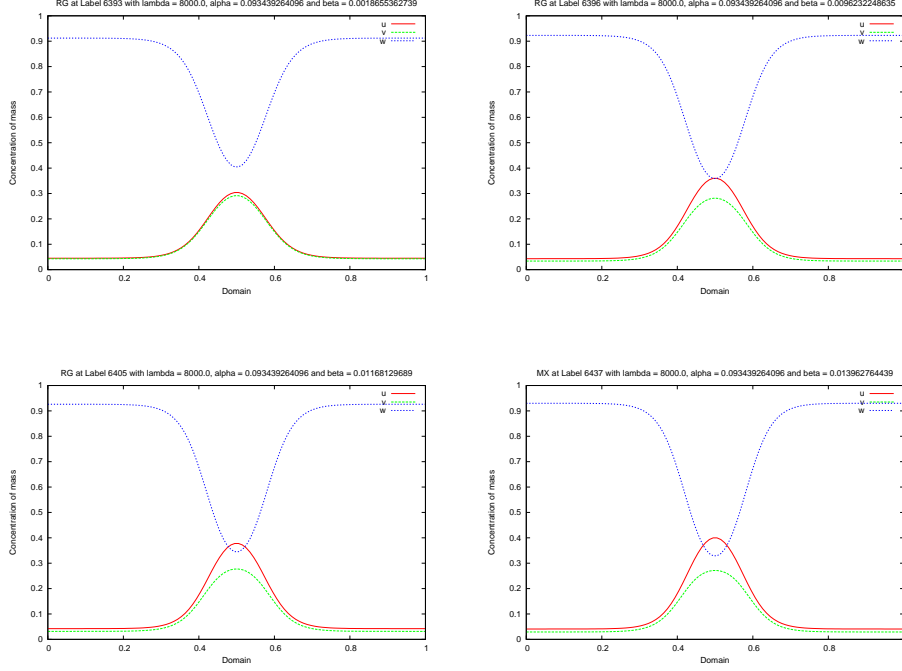 RG at Label 6393 with lambda = 8000.0, alpha = 0.093439264096 and beta = 0.0018655362739
Concentration of mass
1
0.9
0.8
0.7
0.6
0.5
0.4
0.3
0.2
0.1
0
0
0.2
0.4
0.6
0.8
1
Domain
u
v
w
RG at Label 6396 with lambda = 8000.0, alpha = 0.093439264096 and beta = 0.0096232248635
Concentration of mass
1
0.9
0.8
0.7
0.6
0.5
0.4
0.3
0.2
0.1
0
0
0.2
0.4
0.6
0.8
Domain
u
v
w
RG at Label 6405 with lambda = 8000.0, alpha = 0.093439264096 and beta = 0.01168129689
Concentration of mass
1
0.9
0.8
0.7
0.6
0.5
0.4
0.3
0.2
0.1
0
0
0.2
0.4
0.6
0.8
1
Domain
u
v
w
MX at Label 6437 with lambda = 8000.0, alpha = 0.093439264096 and beta = 0.013962764439
Concentration of mass
1
0.9
0.8
0.7
0.6
0.5
0.4
0.3
0.2
0.1
0
0
0.2
0.4
0.6
0.8
Domain
u
v
w